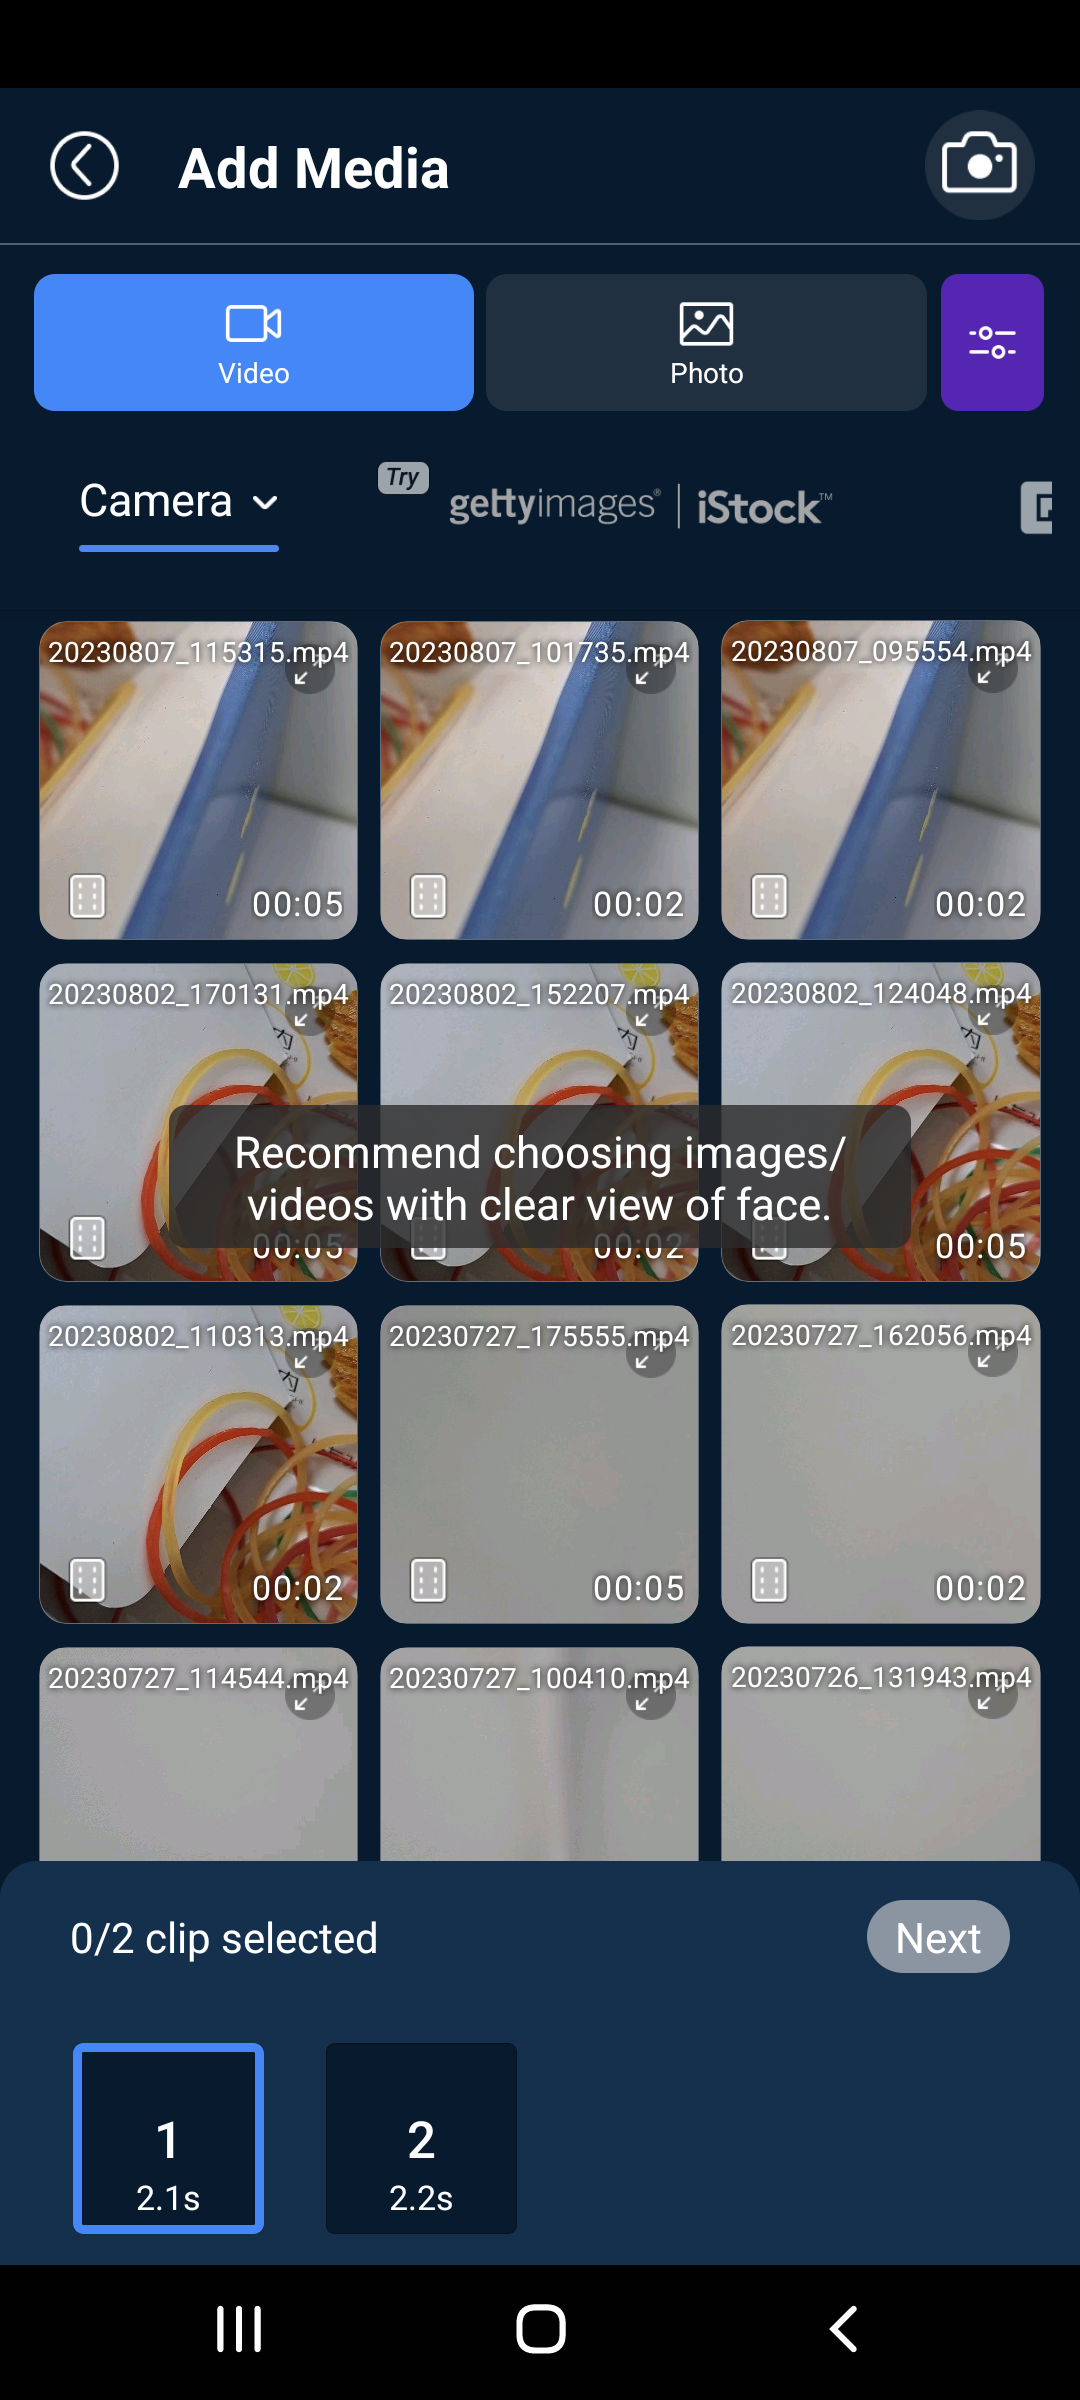 Add Media
Video
Photo
Camera
Try
gettyimages®
iStock™
20230807_115315.mp4
20230807_101735.mp4
20230807_095554.mp4
00:05
00:02
00:02
20230802_170131.mp4
20230802_152207.mp4
20230802_124048.mp4
Recommend choosing images/
videos with clear view of face.
00:05
00:02
00:05
20230802_110313.mp4
20230727_175555.mp4
20230727_162056.mp4
00:02
00:05
00:02
20230727_114544.mp4
20230727_100410.mp4
20230726_131943.mp4
0/2 clip selected
Next
1
2.1s
2
2.2s